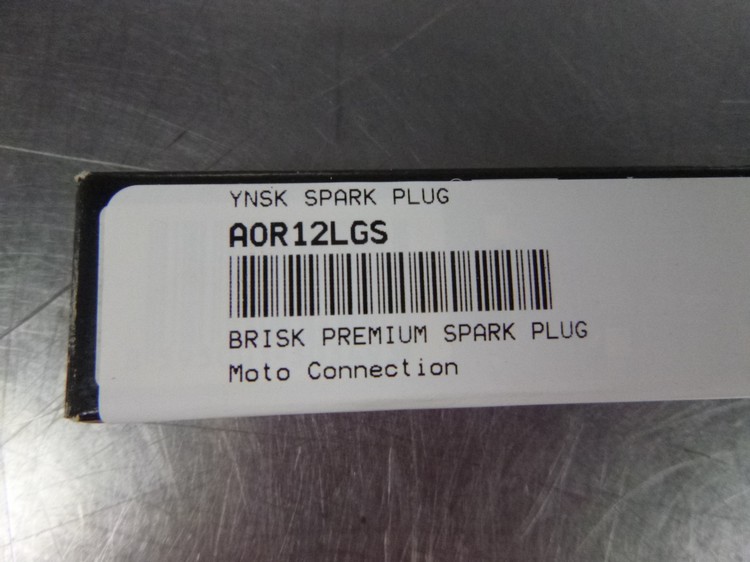 YNSK SPARK PLUG
AOR12LGS
BRISK PREMIUM SPARK PLUG
Moto Connection